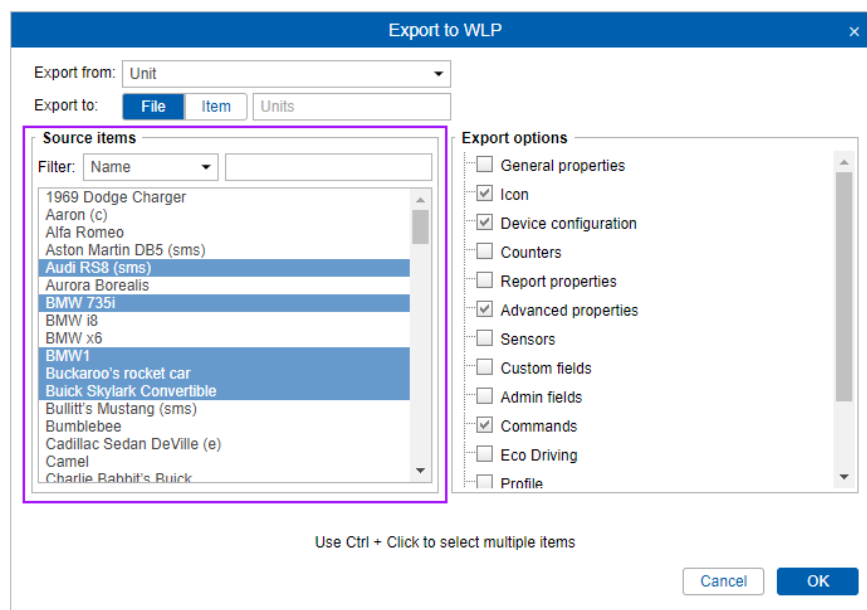 Export to WLP
×
Export from: Unit
Export to: File Item Units
Source items
Filter: Name
1969 Dodge Charger
Aaron (c)
Alfa Romeo
Aston Martin DB5 (sms)
Audi RS8 (sms)
Aurora Borealis
BMW 735i
BMW i8
BMW x6
BMW1
Buckaroo's rocket car
Buick Skylark Convertible
Bullitt's Mustang (sms)
Bumblebee
Cadillac Sedan DeVille (e)
Camel
Charlie Babbit's Buick
Export options
General properties
Icon
Device configuration
Counters
Report properties
Advanced properties
Sensors
Custom fields
Admin fields
Commands
Eco Driving
Profile
Use Ctrl + Click to select multiple items
Cancel OK